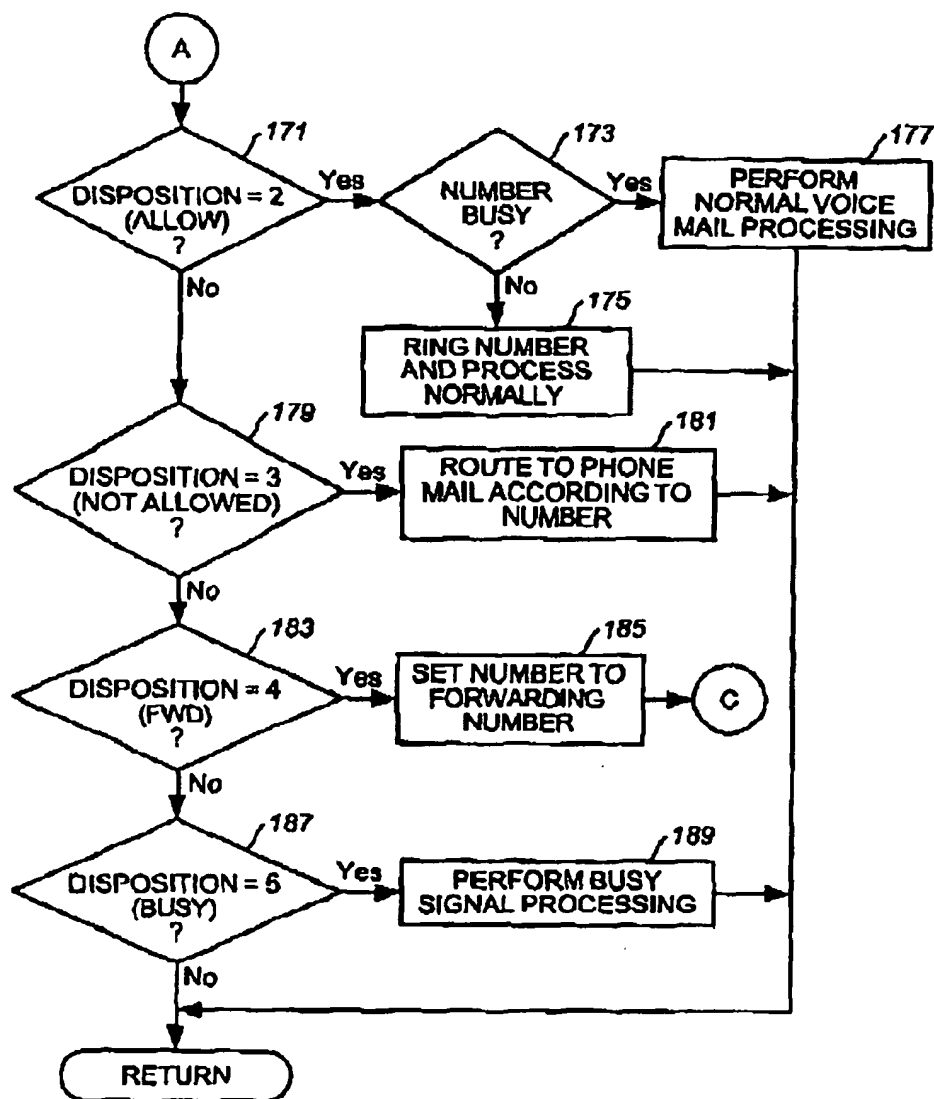 A
171
DISPOSITION = 2
(ALLOW)
?
Yes
No
173
NUMBER
BUSY
?
Yes
No
177
PERFORM
NORMAL VOICE
MAIL PROCESSING
175
RING NUMBER
AND PROCESS
NORMALLY
179
DISPOSITION = 3
(NOT ALLOWED)
?
Yes
No
181
ROUTE TO PHONE
MAIL ACCORDING TO
NUMBER
183
DISPOSITION = 4
(FWD)
?
Yes
No
185
SET NUMBER TO
FORWARDING
NUMBER
C
187
DISPOSITION =
(BUSY)
?
Yes
No
189
PERFORM BUSY
SIGNAL PROCESSING
RETURN